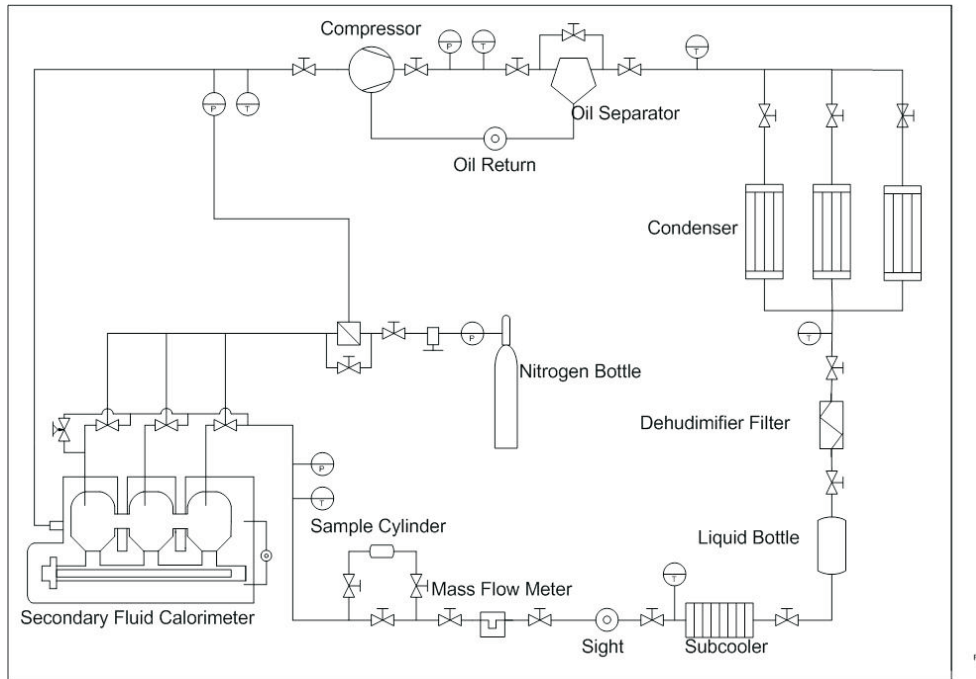 Compressor
P
T
T
P
T
Oil Separator
Oil Return
Condenser
P
T
Nitrogen Bottle
Dehudimifier Filter
P
T
Sample Cylinder
Liquid Bottle
Mass Flow Meter
T
Secondary Fluid Calorimeter
Sight
Subcooler